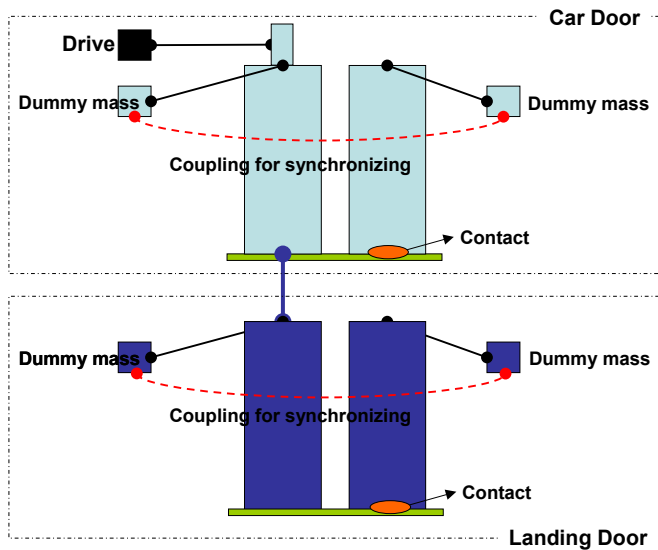 Car Door
Drive
Dummy mass
Dummy mass
Coupling for synchronizing
Contact
Dummy mass
Dummy mass
Coupling for synchronizing
Contact
Landing Door